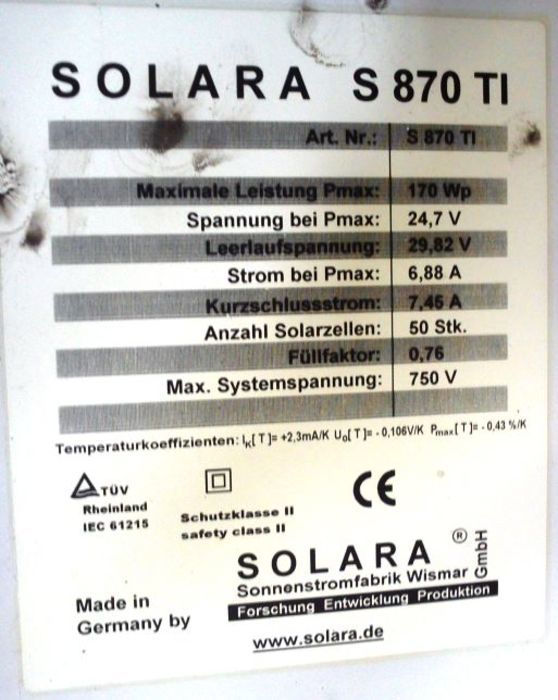 SOLARA S 870 TI
Art. Nr.: S 870 TI
Maximale Leistung Pmax: 170 Wp
Spannung bei Pmax: 24,7 V
Leerlaufspannung: 29,82 V
Strom bei Pmax: 6,88 A
Kurzschlussstrom: 7,45 A
Anzahl Solarzellen: 50 Stk.
Füllfaktor: 0,76
Max. Systemspannung: 750 V
Temperaturkoeffizienten: IK[T]= +2,3mA/K U0[T]= - 0,106V/K Pmax[T]= - 0,43 %/K
TÜV
Rheinland
IEC 61215
Schutzklasse II
safety class II
CE
SOLARA ®
Sonnenstromfabrik Wismar GmbH
Forschung Entwicklung Produktion
Made in
Germany by
www.solara.de